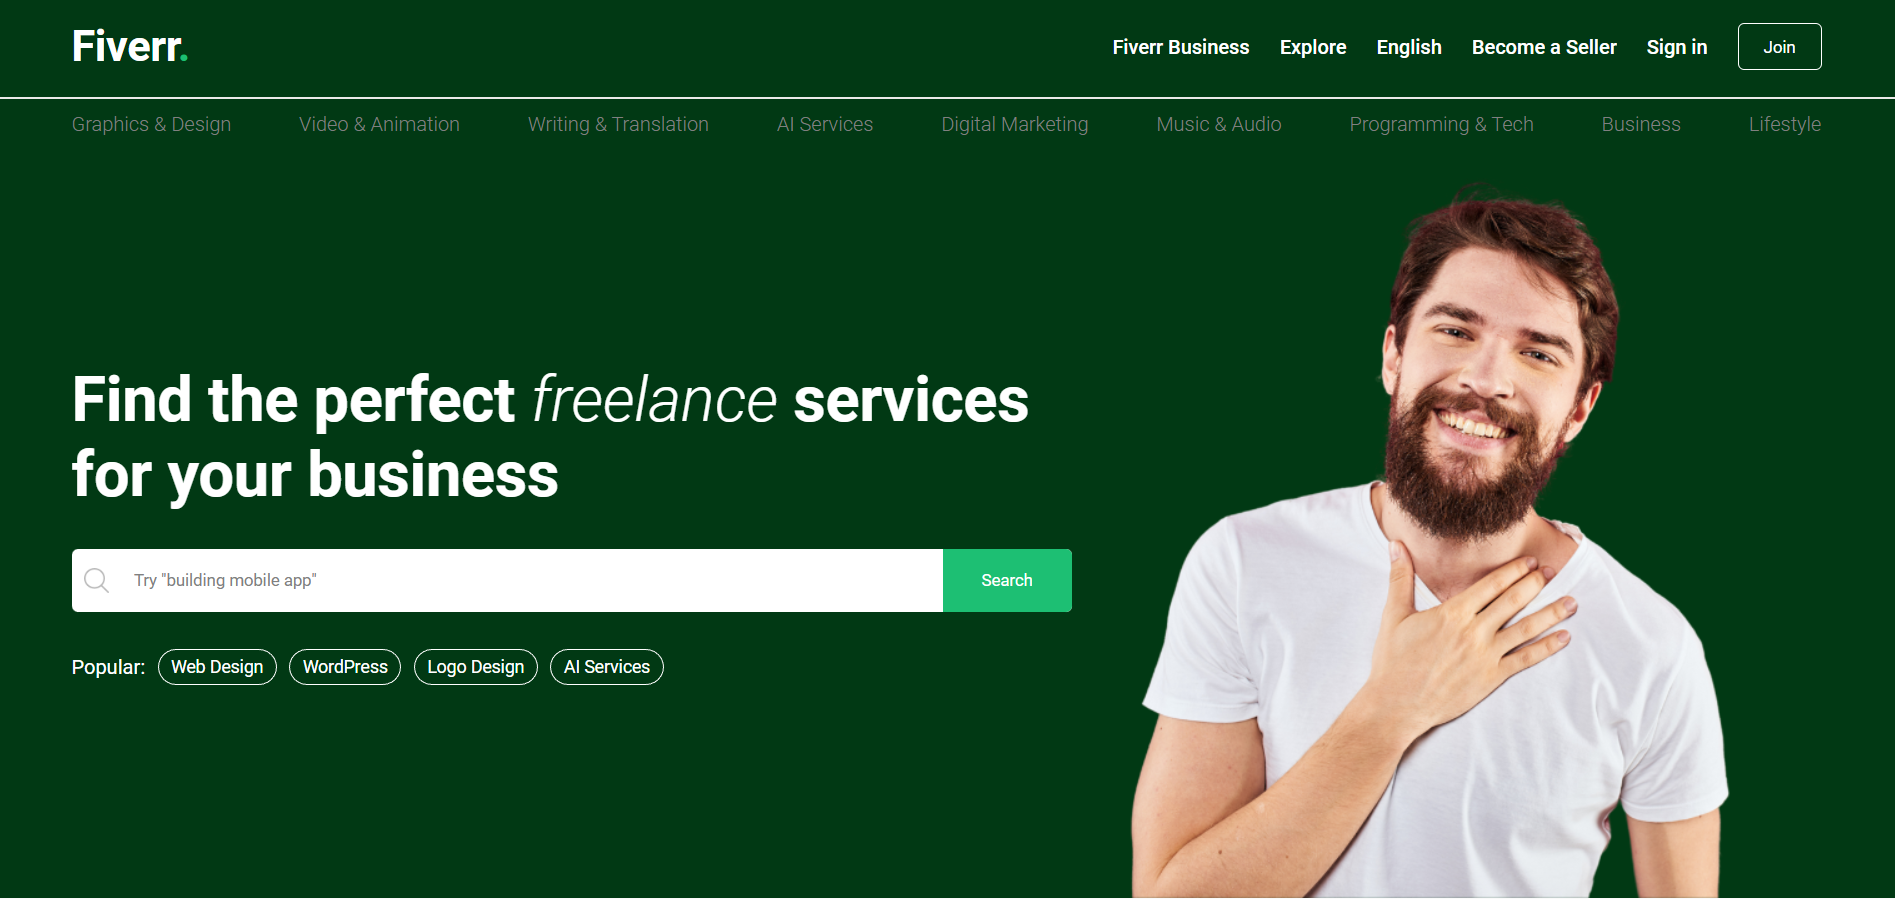 Fiverr.
Fiverr Business Explore English Become a Seller Sign in Join
Graphics & Design Video & Animation Writing & Translation AI Services Digital Marketing Music & Audio Programming & Tech Business Lifestyle
Find the perfect freelance services
for your business
Try "building mobile app" Search
Popular: Web Design WordPress Logo Design AI Services